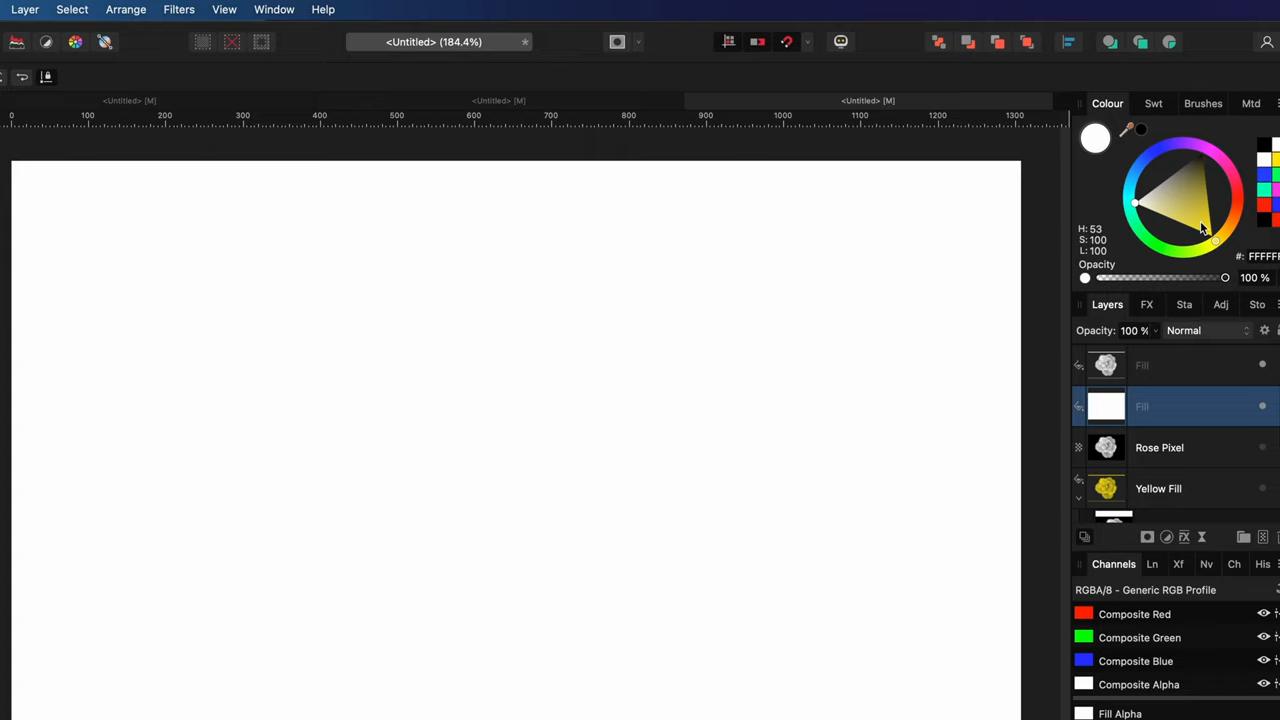 Layer Select Arrange Filters View Window Help
<Untitled> (184.4%) *
<Untitled> [M] <Untitled> [M] <Untitled> [M]
0 100 200 300 400 500 600 700 800 900 1000 1100 1200 1300
Colour Swt Brushes Mtd
H: 53
S: 100
L: 100
#: FFFFFF
Opacity
100 %
Layers FX Sta Adj Sto
Opacity: 100 % Normal
Fill
Fill
Rose Pixel
Yellow Fill
Channels Ln Xf Nv Ch His
RGBA/8 - Generic RGB Profile
Composite Red
Composite Green
Composite Blue
Composite Alpha
Fill Alpha